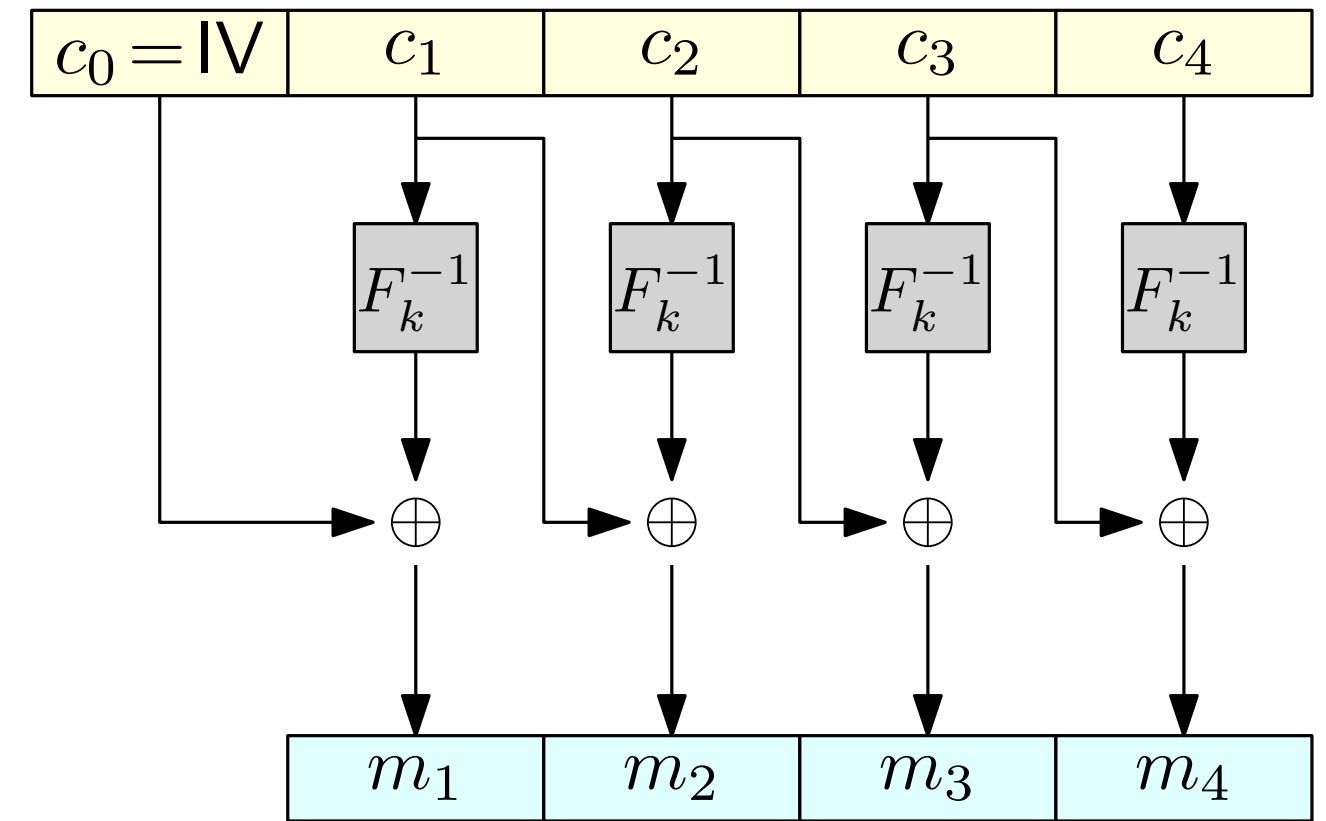 c₀ = IV c₁ c₂ c₃ c₄
F_k^{-1} F_k^{-1} F_k^{-1} F_k^{-1}
⊕ ⊕ ⊕ ⊕
m₁ m₂ m₃ m₄